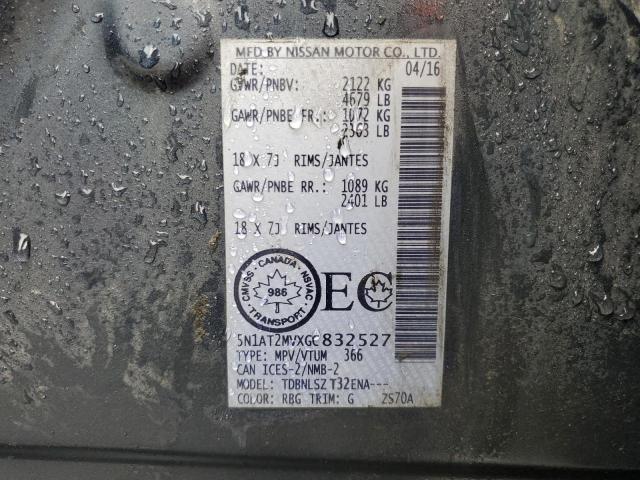 MFD BY NISSAN MOTOR CO., LTD.
DATE: 04/16
GVWR/PNBV: 2122 KG
4679 LB
GAWR/PNBE FR.: 1072 KG
2363 LB
18 X 7J RIMS/JANTES
GAWR/PNBE RR.: 1089 KG
2401 LB
18 X 7J RIMS/JANTES
CMVSS · CANADA · NSVAC
986
TRANSPORT
EC
5N1AT2MVXGC832527
TYPE: MPV/VTUM 366
CAN ICES-2/NMB-2
MODEL: TDBNLSZ T32ENA---
COLOR: RBG TRIM: G 2S70A